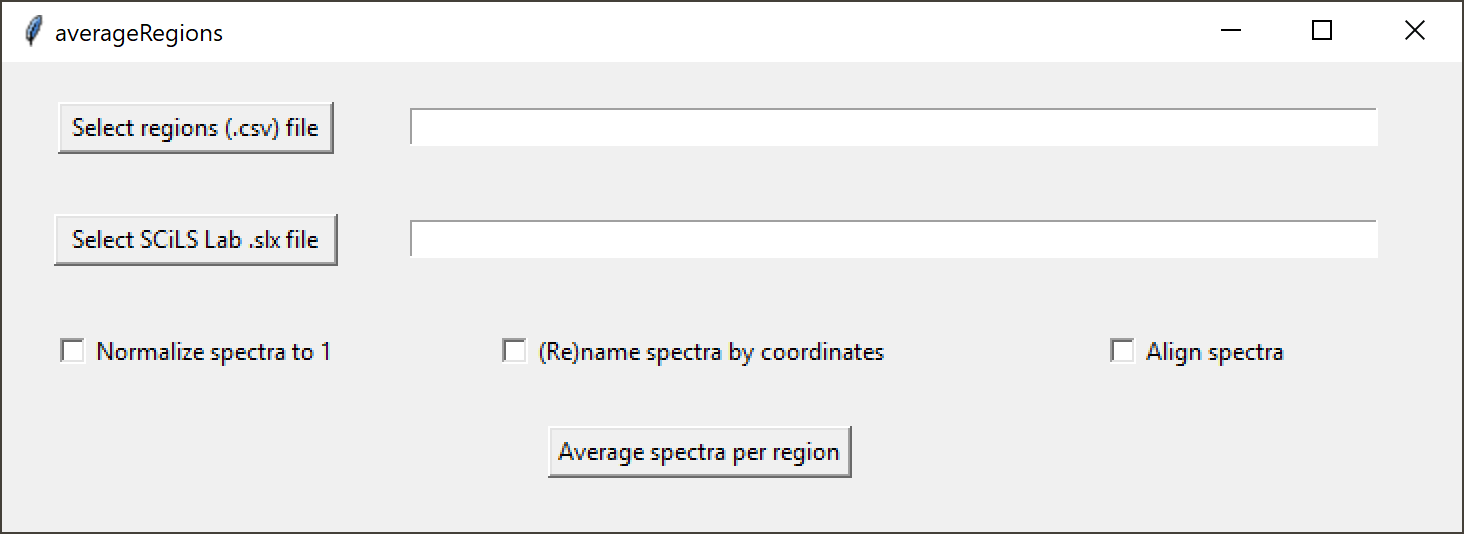 averageRegions
Select regions (.csv) file
Select SCiLS Lab .slx file
Normalize spectra to 1 (Re)name spectra by coordinates Align spectra
Average spectra per region